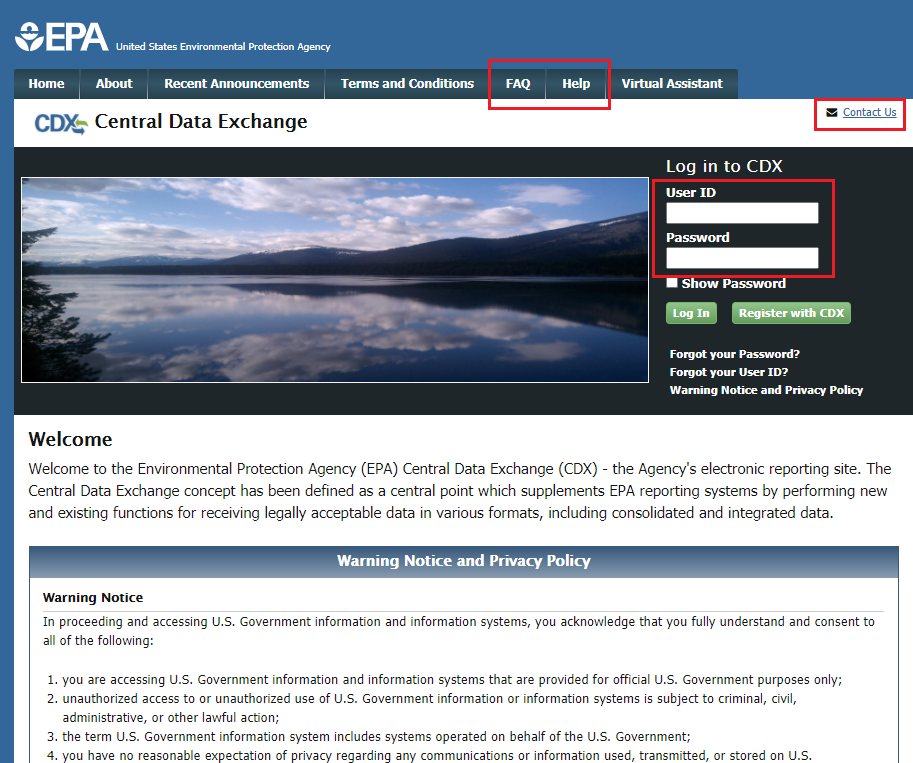 EPA United States Environmental Protection Agency
Home About Recent Announcements Terms and Conditions FAQ Help Virtual Assistant
CDX Central Data Exchange
Contact Us
Log in to CDX
User ID
Password
Show Password
Log In Register with CDX
Forgot your Password?
Forgot your User ID?
Warning Notice and Privacy Policy
Welcome
Welcome to the Environmental Protection Agency (EPA) Central Data Exchange (CDX) - the Agency's electronic reporting site. The
Central Data Exchange concept has been defined as a central point which supplements EPA reporting systems by performing new
and existing functions for receiving legally acceptable data in various formats, including consolidated and integrated data.
Warning Notice and Privacy Policy
Warning Notice
In proceeding and accessing U.S. Government information and information systems, you acknowledge that you fully understand and consent to
all of the following:
1. you are accessing U.S. Government information and information systems that are provided for official U.S. Government purposes only;
2. unauthorized access to or unauthorized use of U.S. Government information or information systems is subject to criminal, civil,
administrative, or other lawful action;
3. the term U.S. Government information system includes systems operated on behalf of the U.S. Government;
4. you have no reasonable expectation of privacy regarding any communications or information used, transmitted, or stored on U.S.